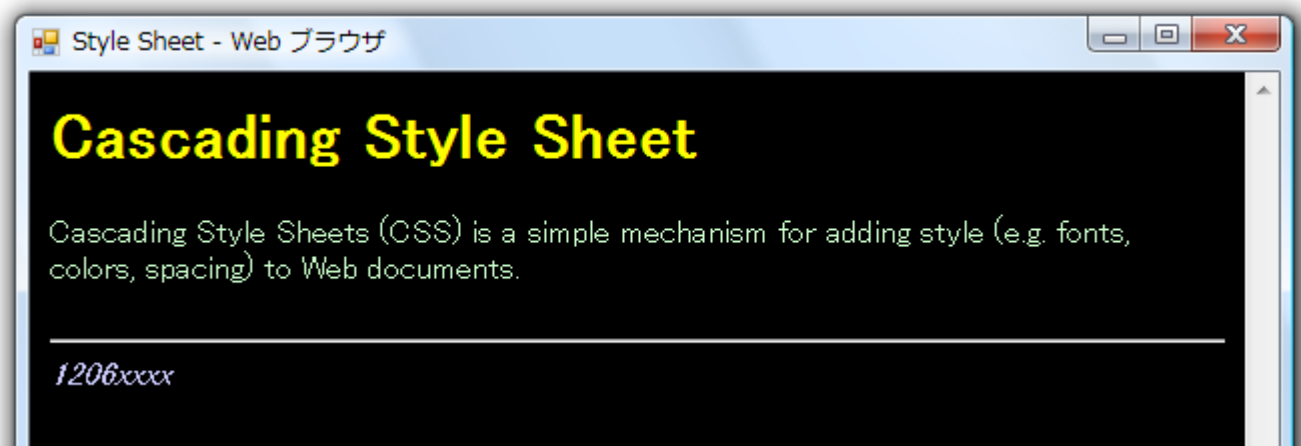 Style Sheet - Web ブラウザ
Cascading Style Sheet
Cascading Style Sheets (CSS) is a simple mechanism for adding style (e.g. fonts,
colors, spacing) to Web documents.
1206xxxx